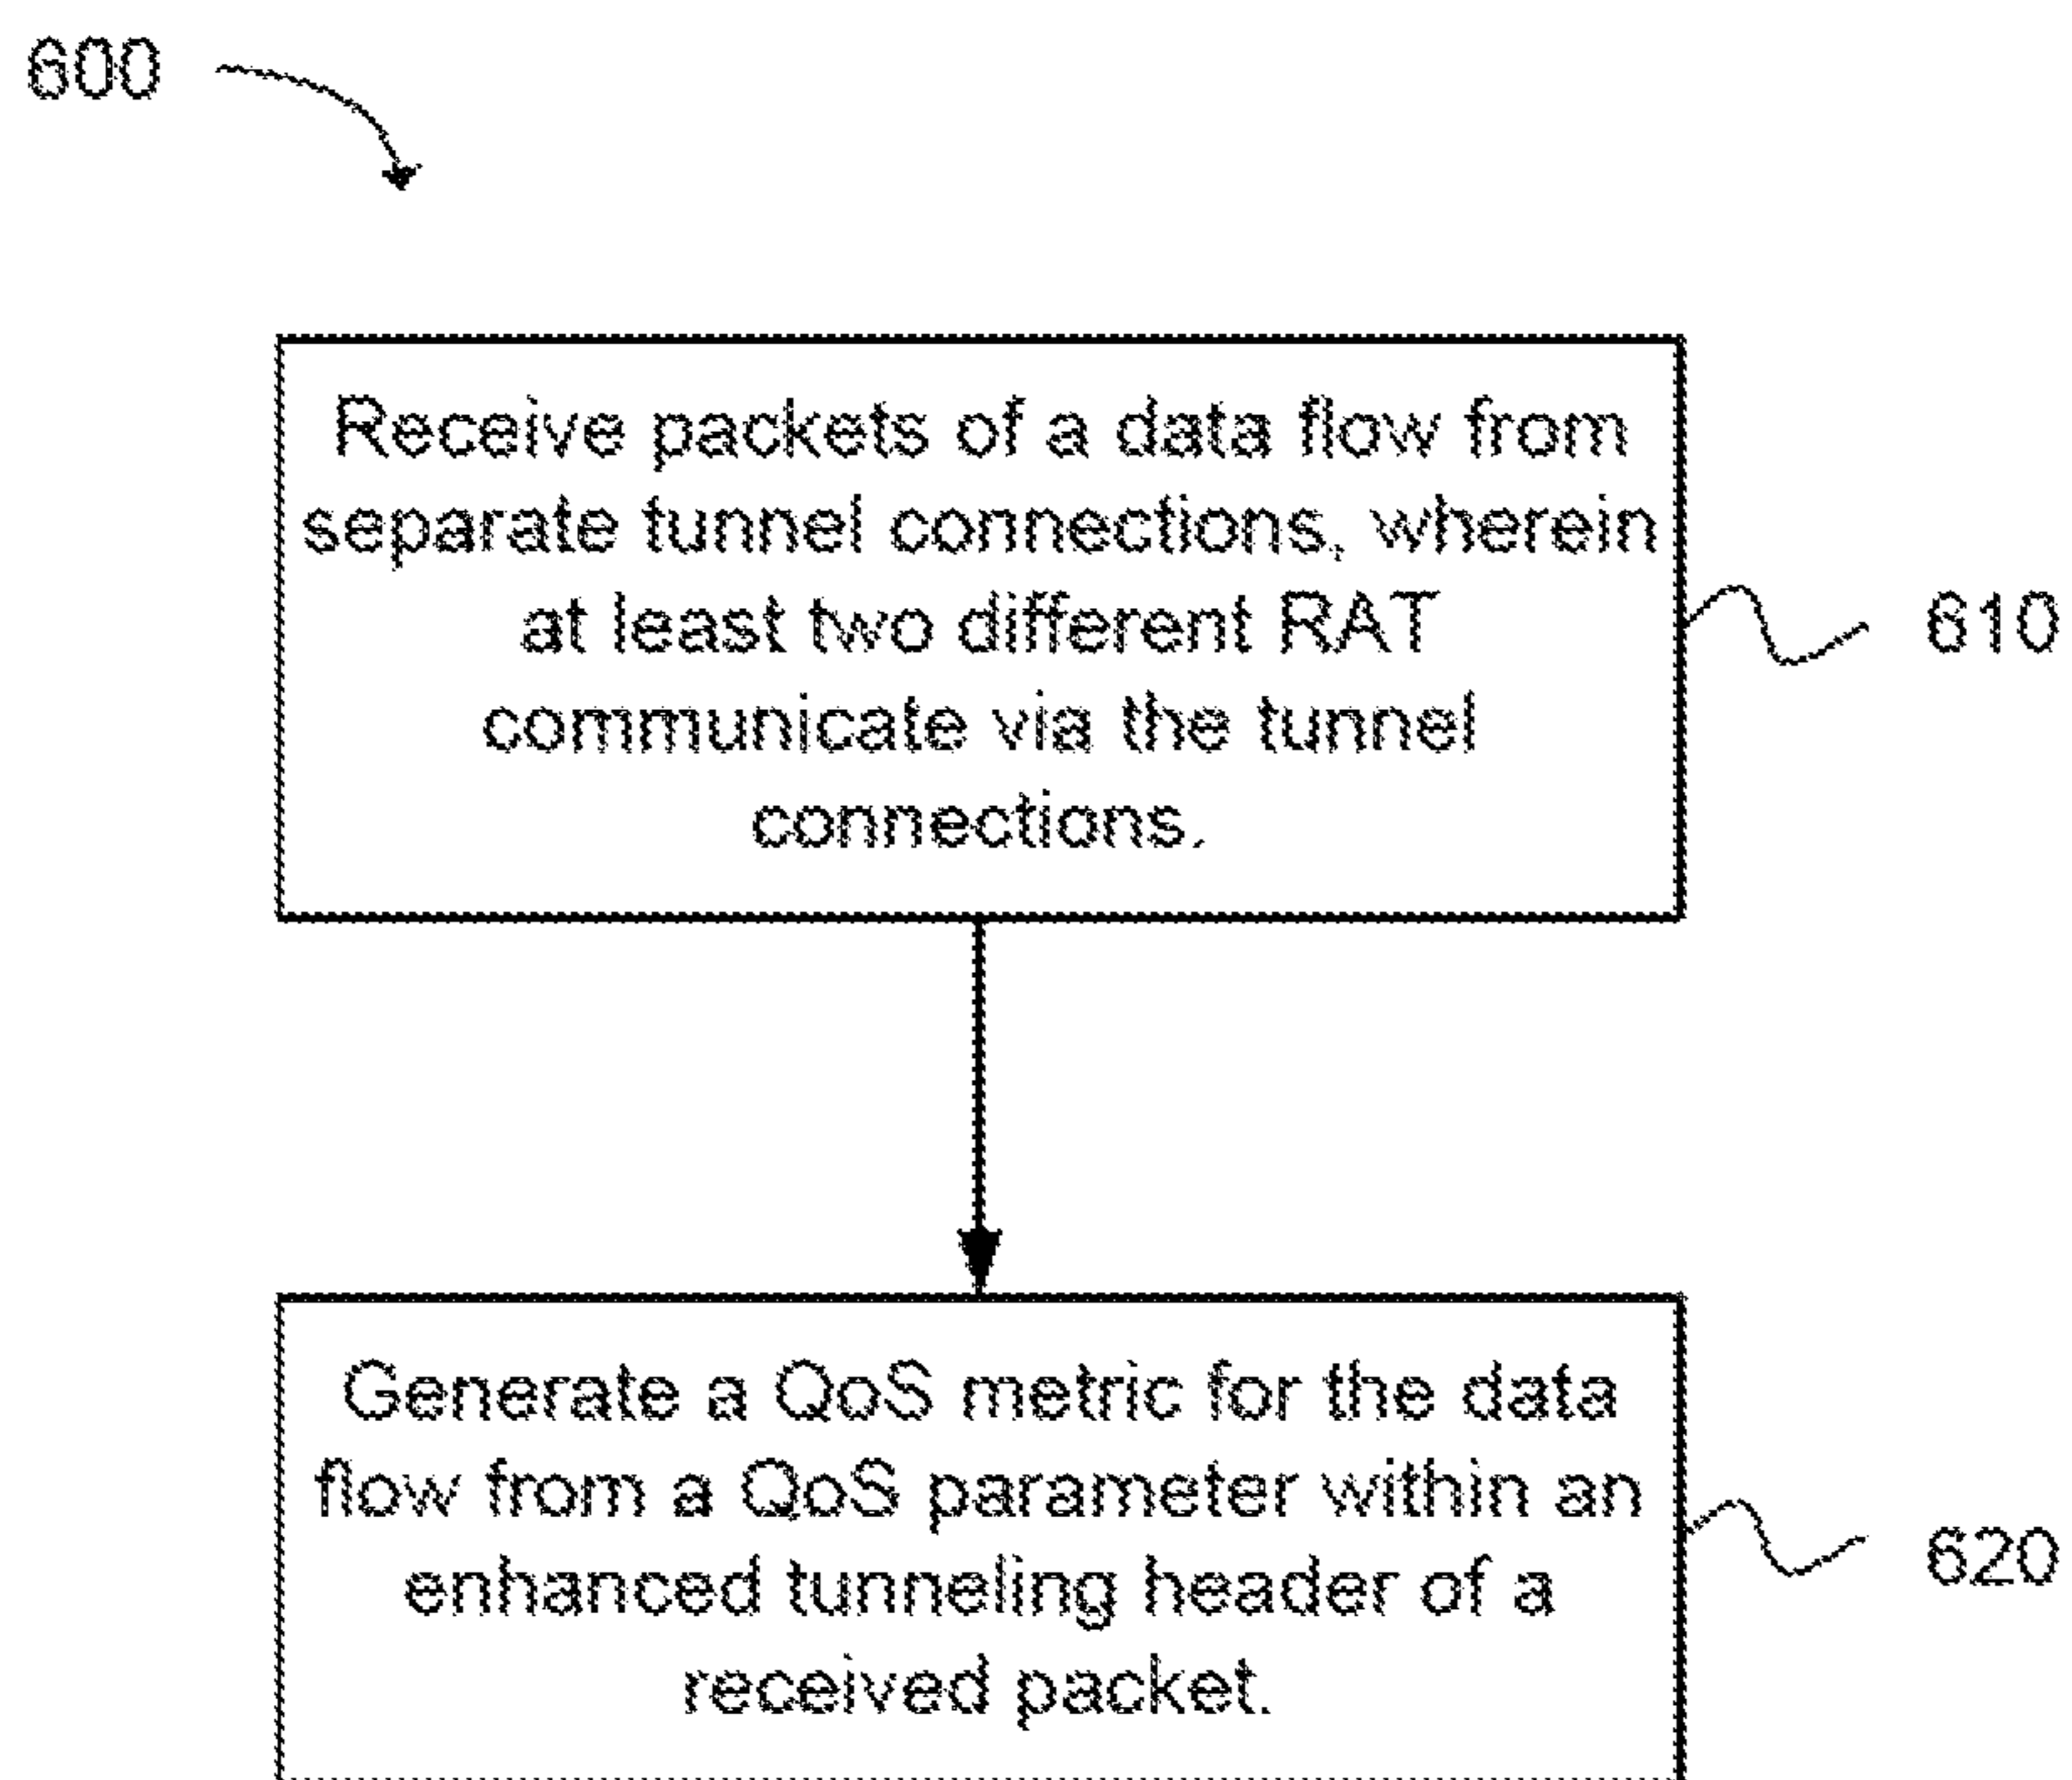 600
Receive packets of a data flow from
separate tunnel connections, wherein
at least two different RAT
communicate via the tunnel
connections.
610
Generate a QoS metric for the data
flow from a QoS parameter within an
enhanced tunneling header of a
received packet.
620